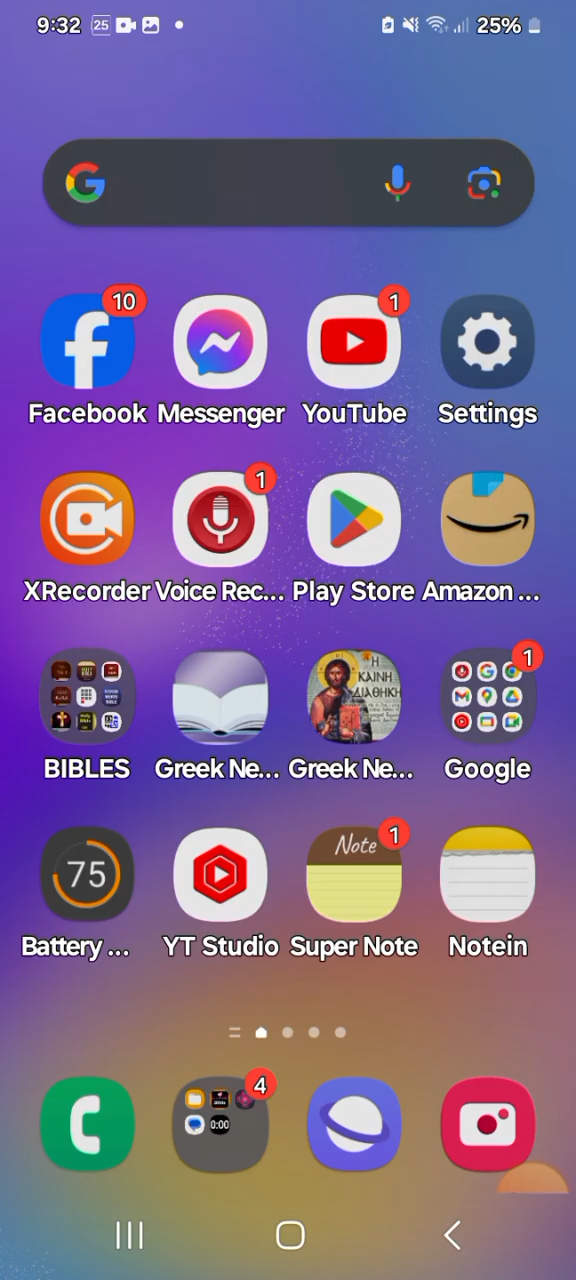 9:32 25 25%
G
10 1
Facebook Messenger YouTube Settings
1
XRecorder Voice Rec... Play Store Amazon ...
Η
ΚΑΙΝΗ
ΔΙΑΘΗΚΗ
1
BIBLES Greek Ne... Greek Ne... Google
75 Note 1
Battery ... YT Studio Super Note Notein
4
0:00